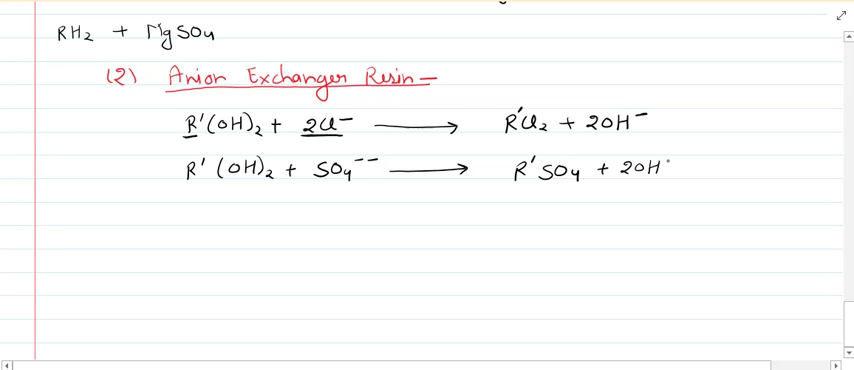 RH₂ + MgSO₄
(2) Anion Exchanger Resin –
R'(OH)₂ + 2Cl⁻ ⟶ R'Cl₂ + 2OH⁻
R'(OH)₂ + SO₄⁻⁻ ⟶ R'SO₄ + 2OH